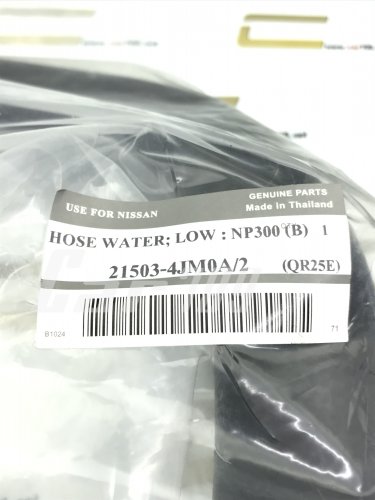 USE FOR NISSAN
GENUINE PARTS
Made in Thailand
HOSE WATER; LOW : NP300 (B) 1
21503-4JM0A/2 (QR25E)
B1024
71